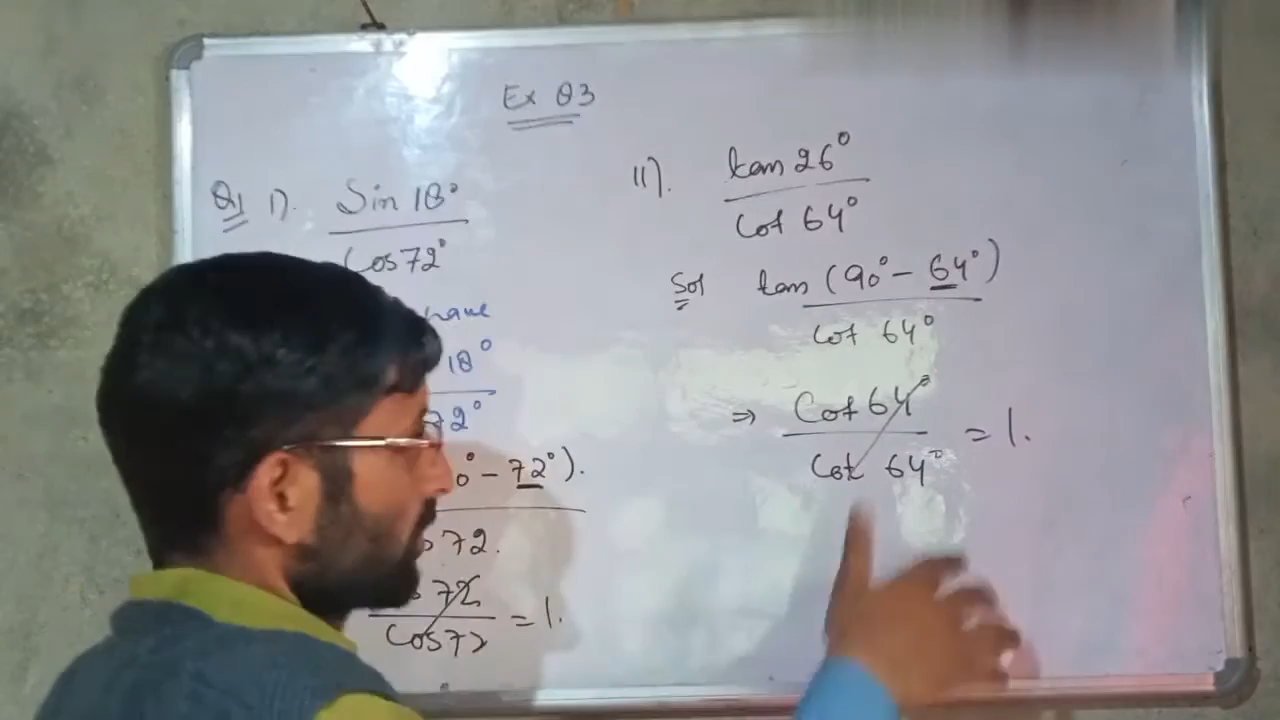 Ex 03
Q1 1). Sin 18°
Cos 72°
18°
72°
- 72°).
72.
72
Cos 72 = 1.
11). tan 26°
Cot 64°
Sol tan (90° - 64°)
Cot 64°
⇒ Cot 64°
Cot 64° = 1.